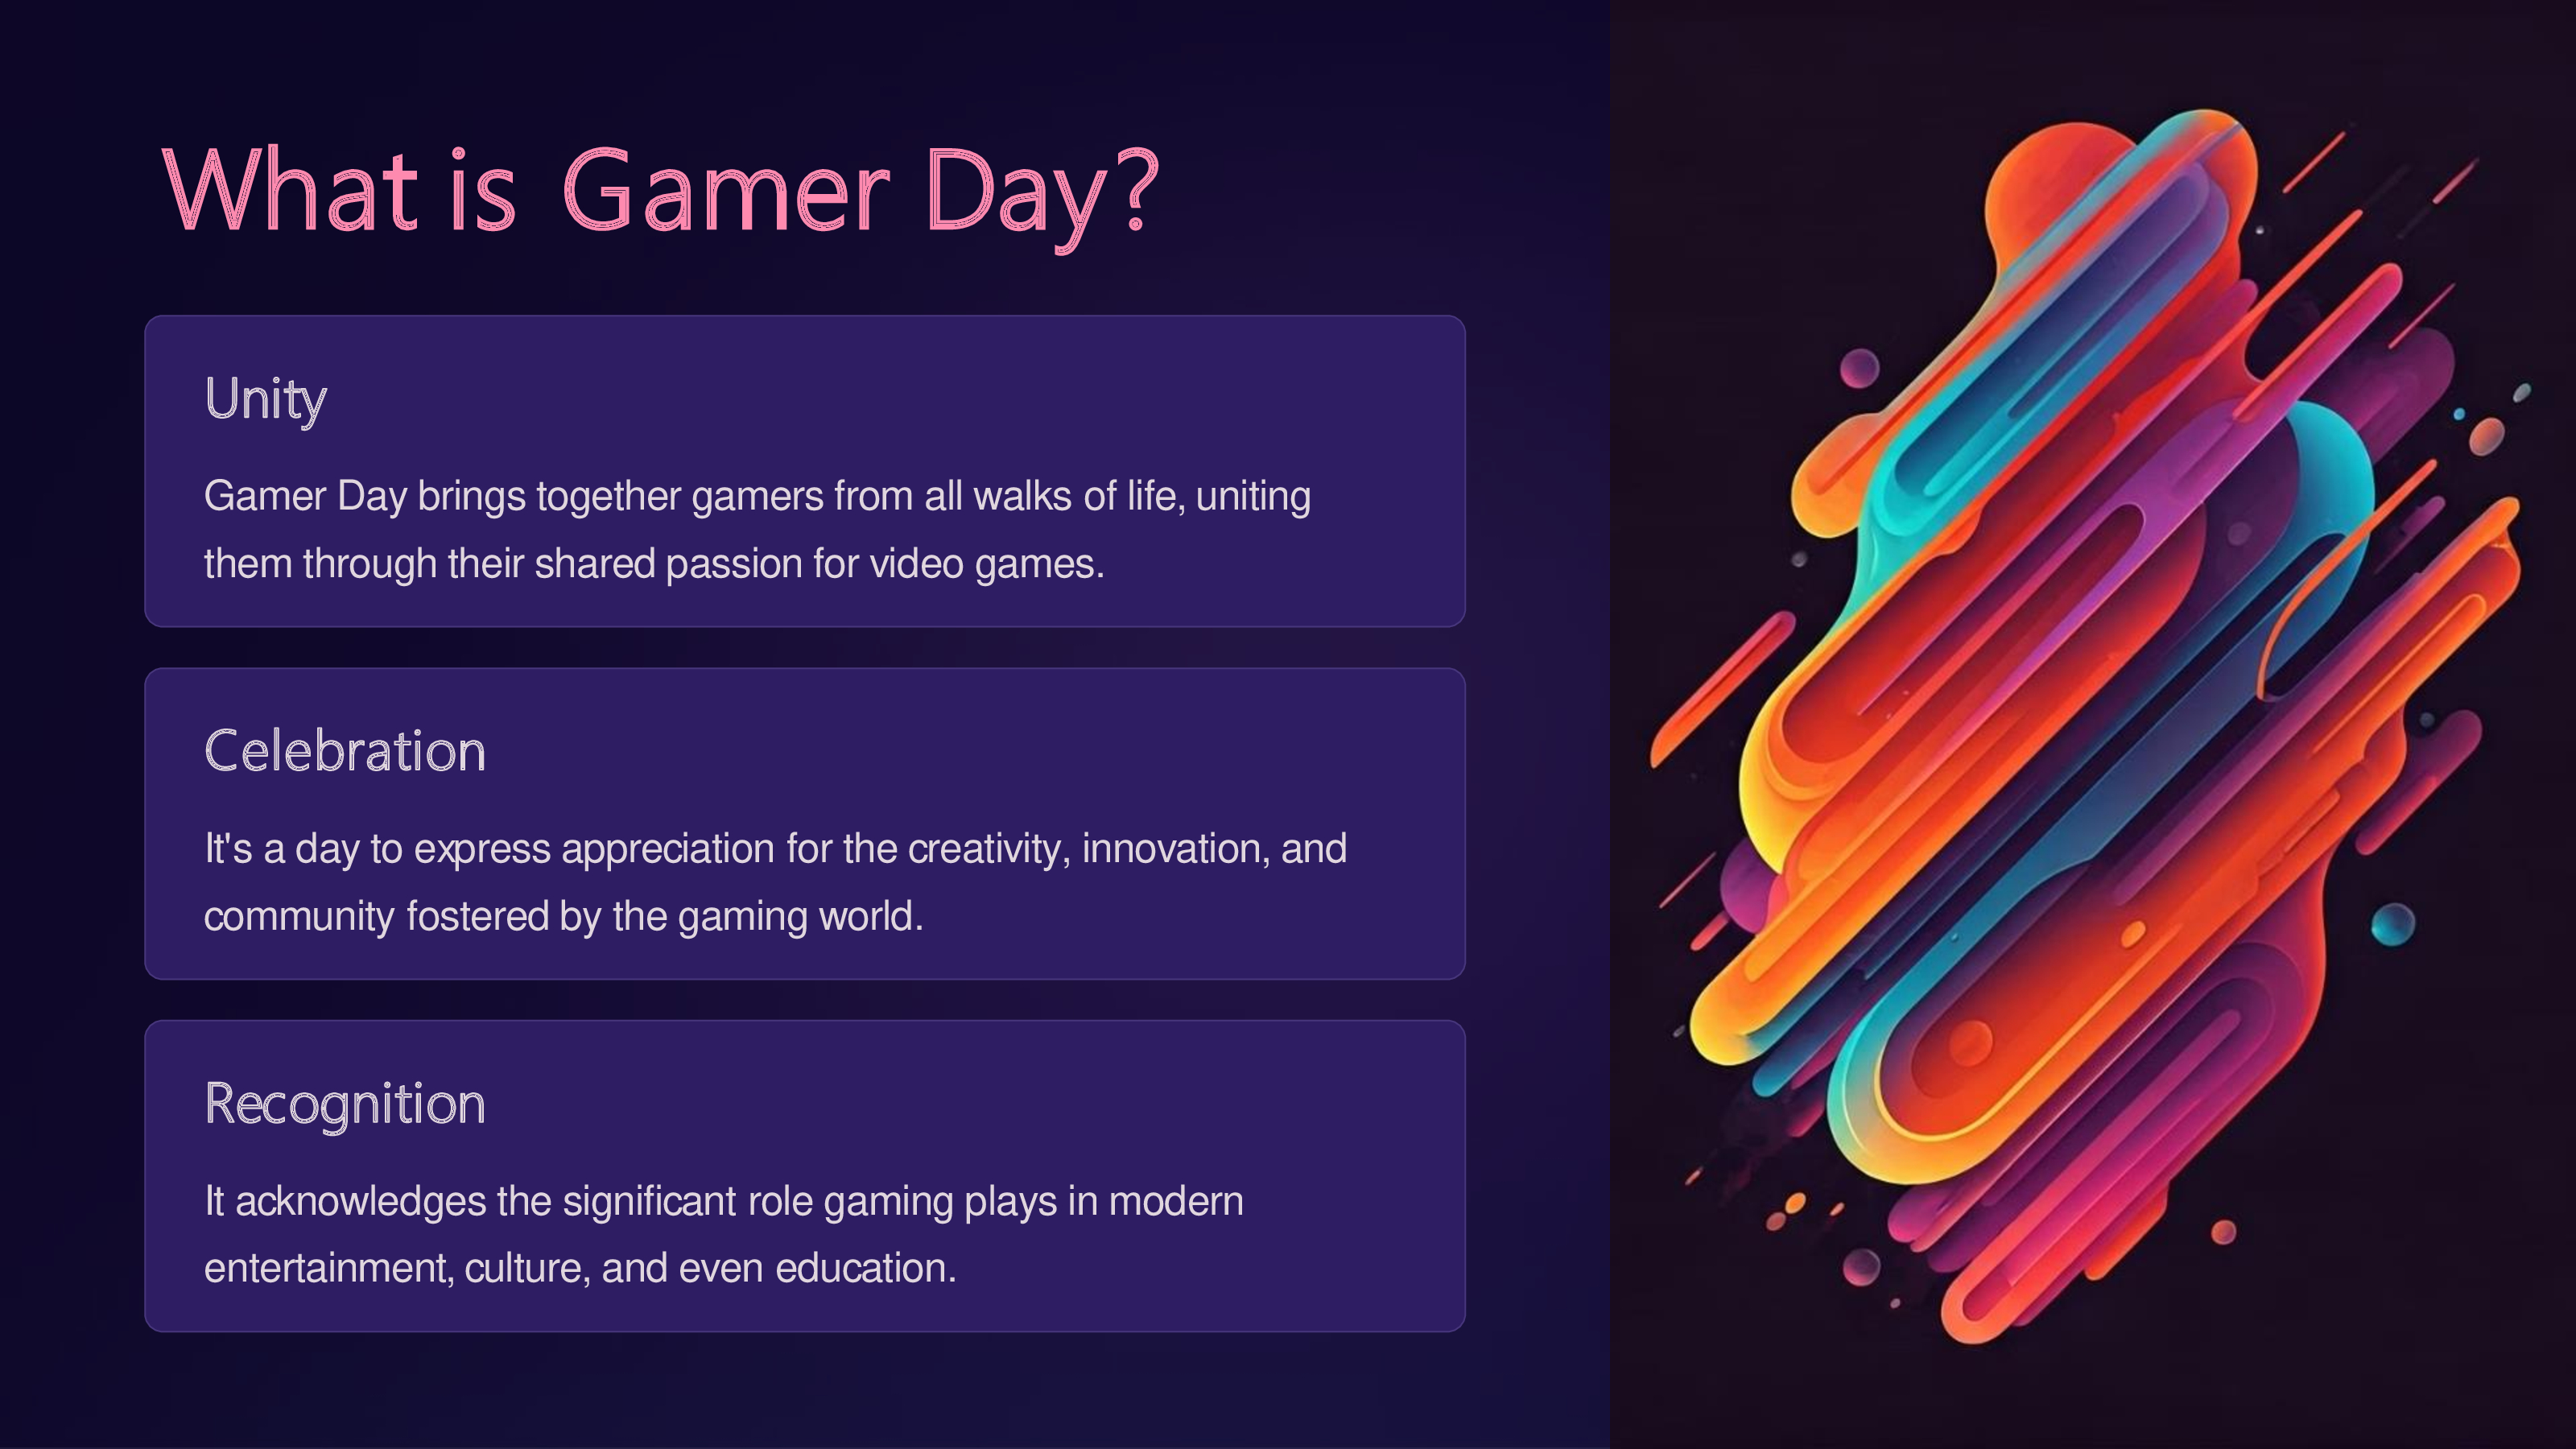 What is Gamer Day?
Unity
Gamer Day brings together gamers from all walks of life, uniting
them through their shared passion for video games.
Celebration
It's a day to express appreciation for the creativity, innovation, and
community fostered by the gaming world.
Recognition
It acknowledges the significant role gaming plays in modern
entertainment, culture, and even education.